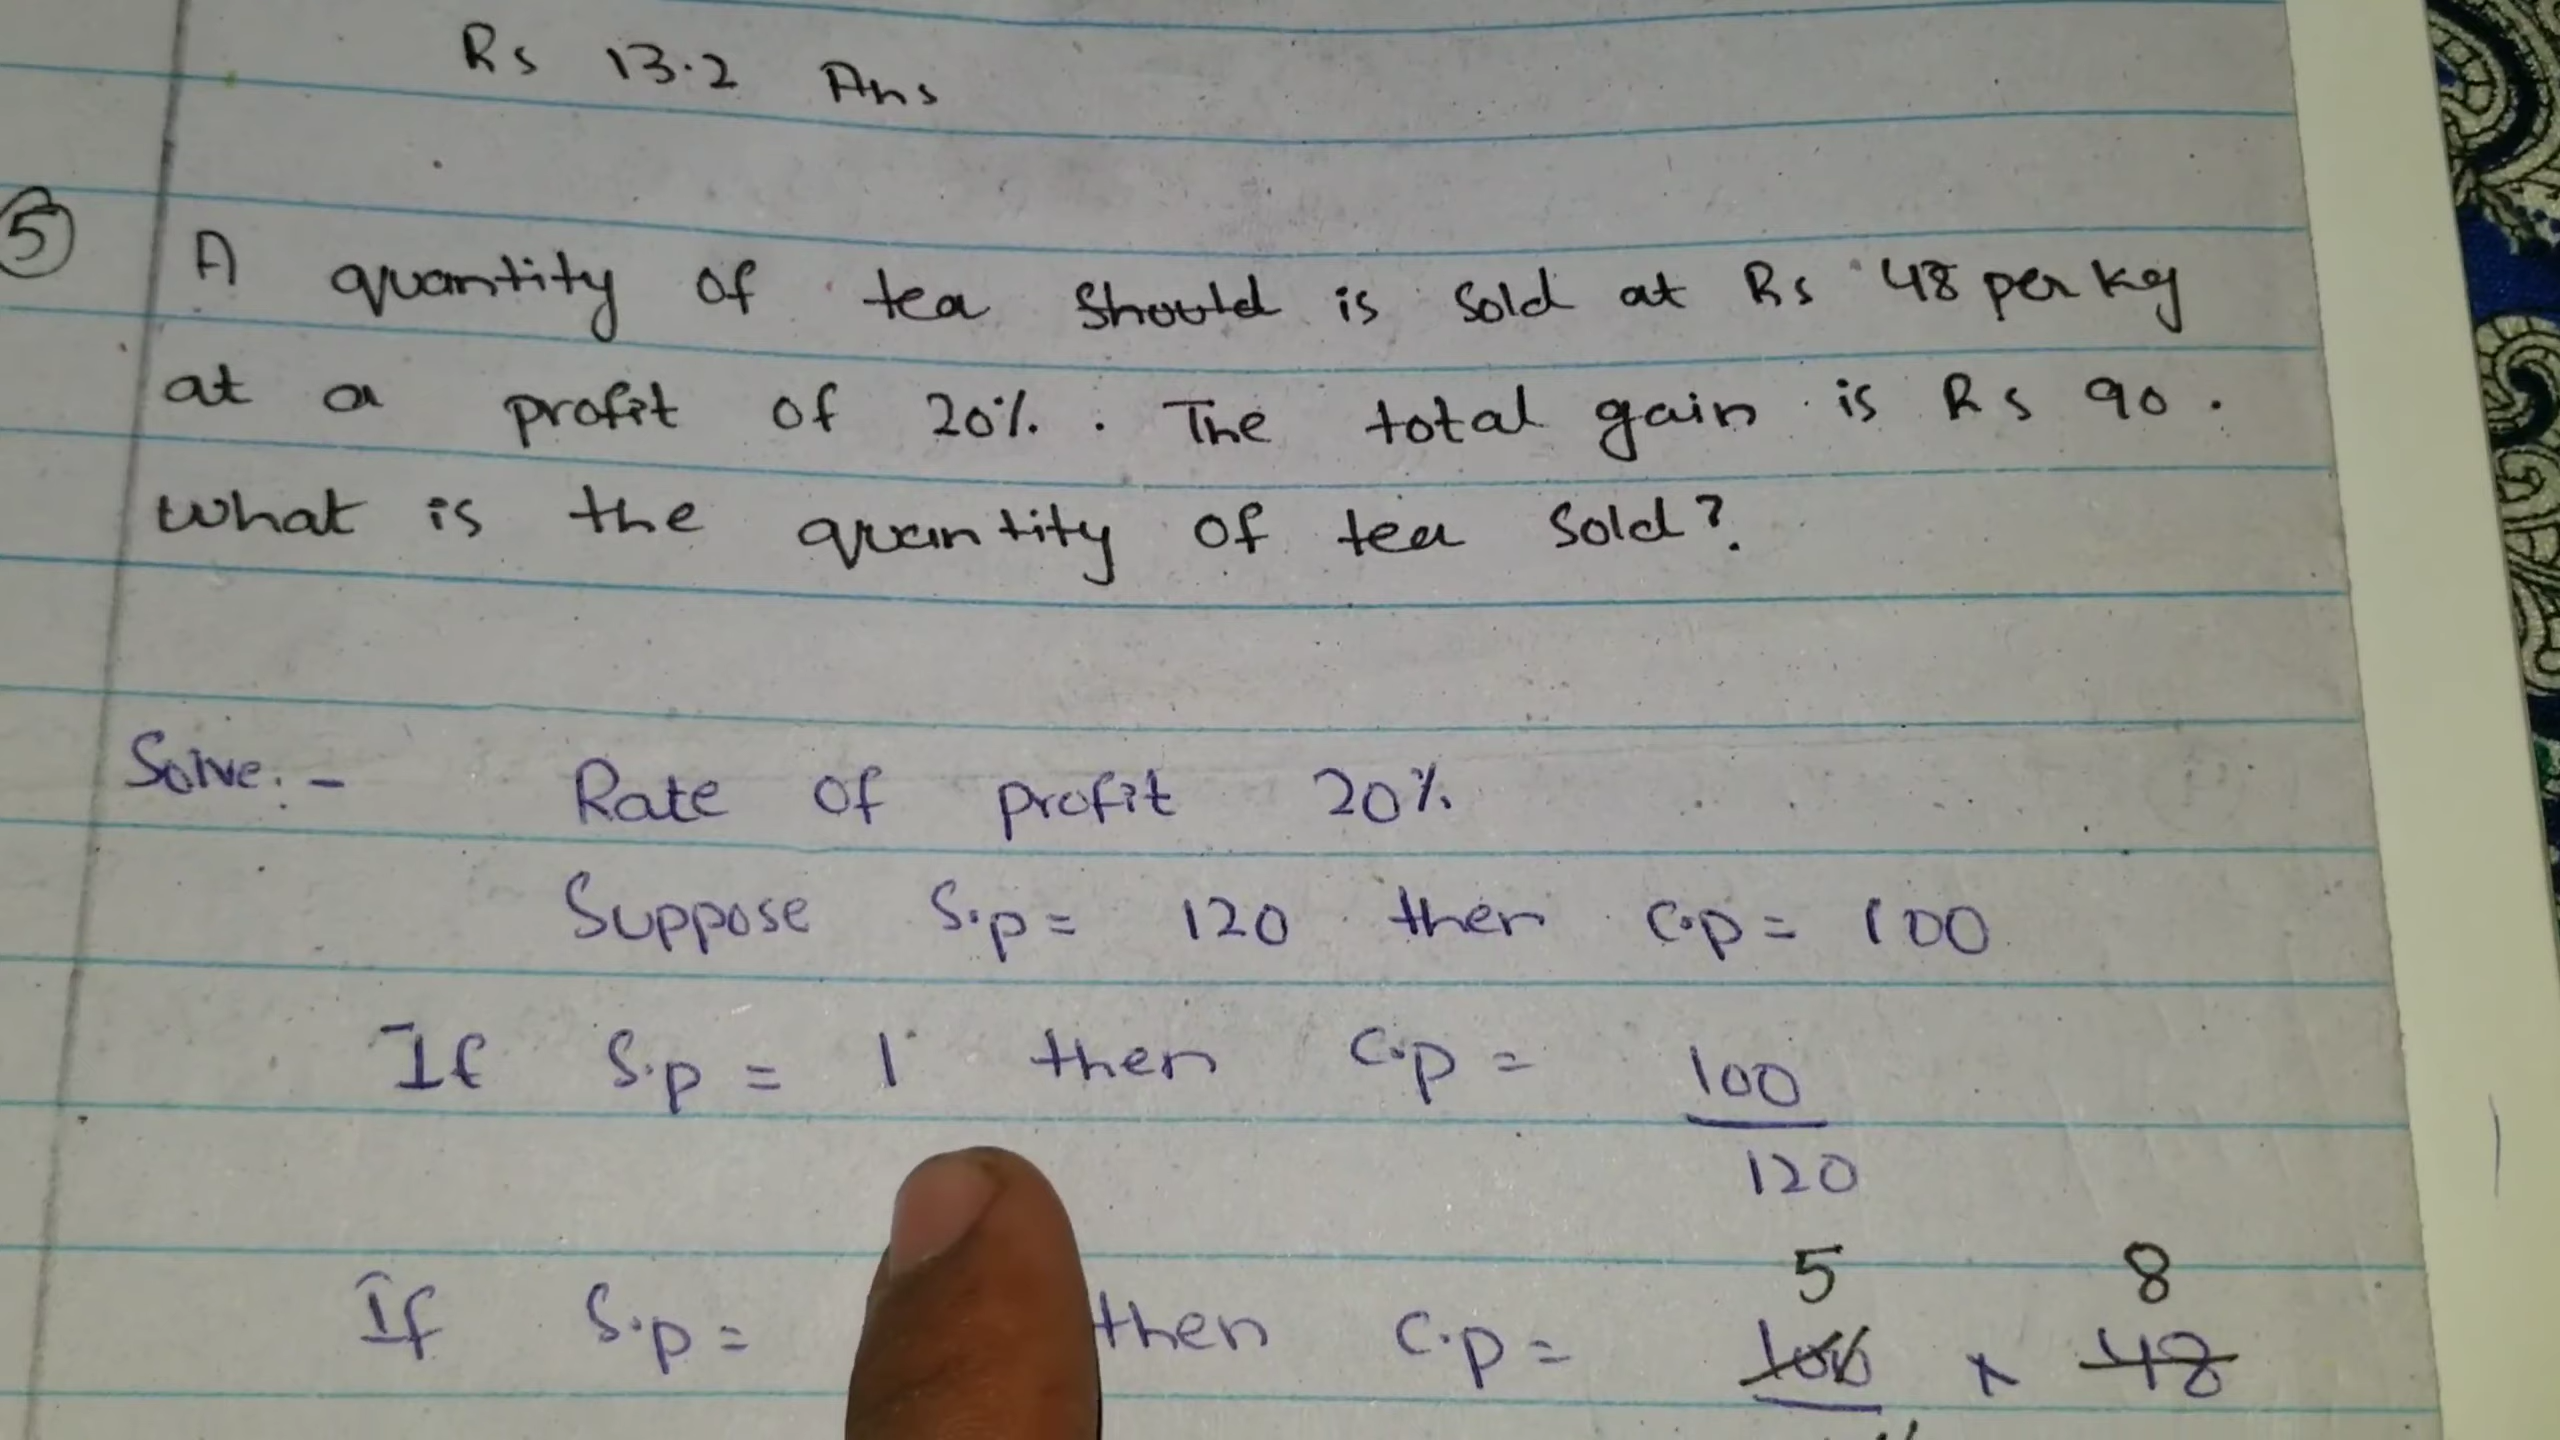 Rs 13.2 Ans
5 A quantity of tea should is sold at Rs 48 per kg
at a profit of 20%. The total gain is Rs 90.
What is the quantity of tea sold?
Solve:- Rate of profit 20%
Suppose S.p = 120 then C.p = 100
If S.p = 1 then C.p = 100
120
5 8
If S.p = then C.p = 100 x 48